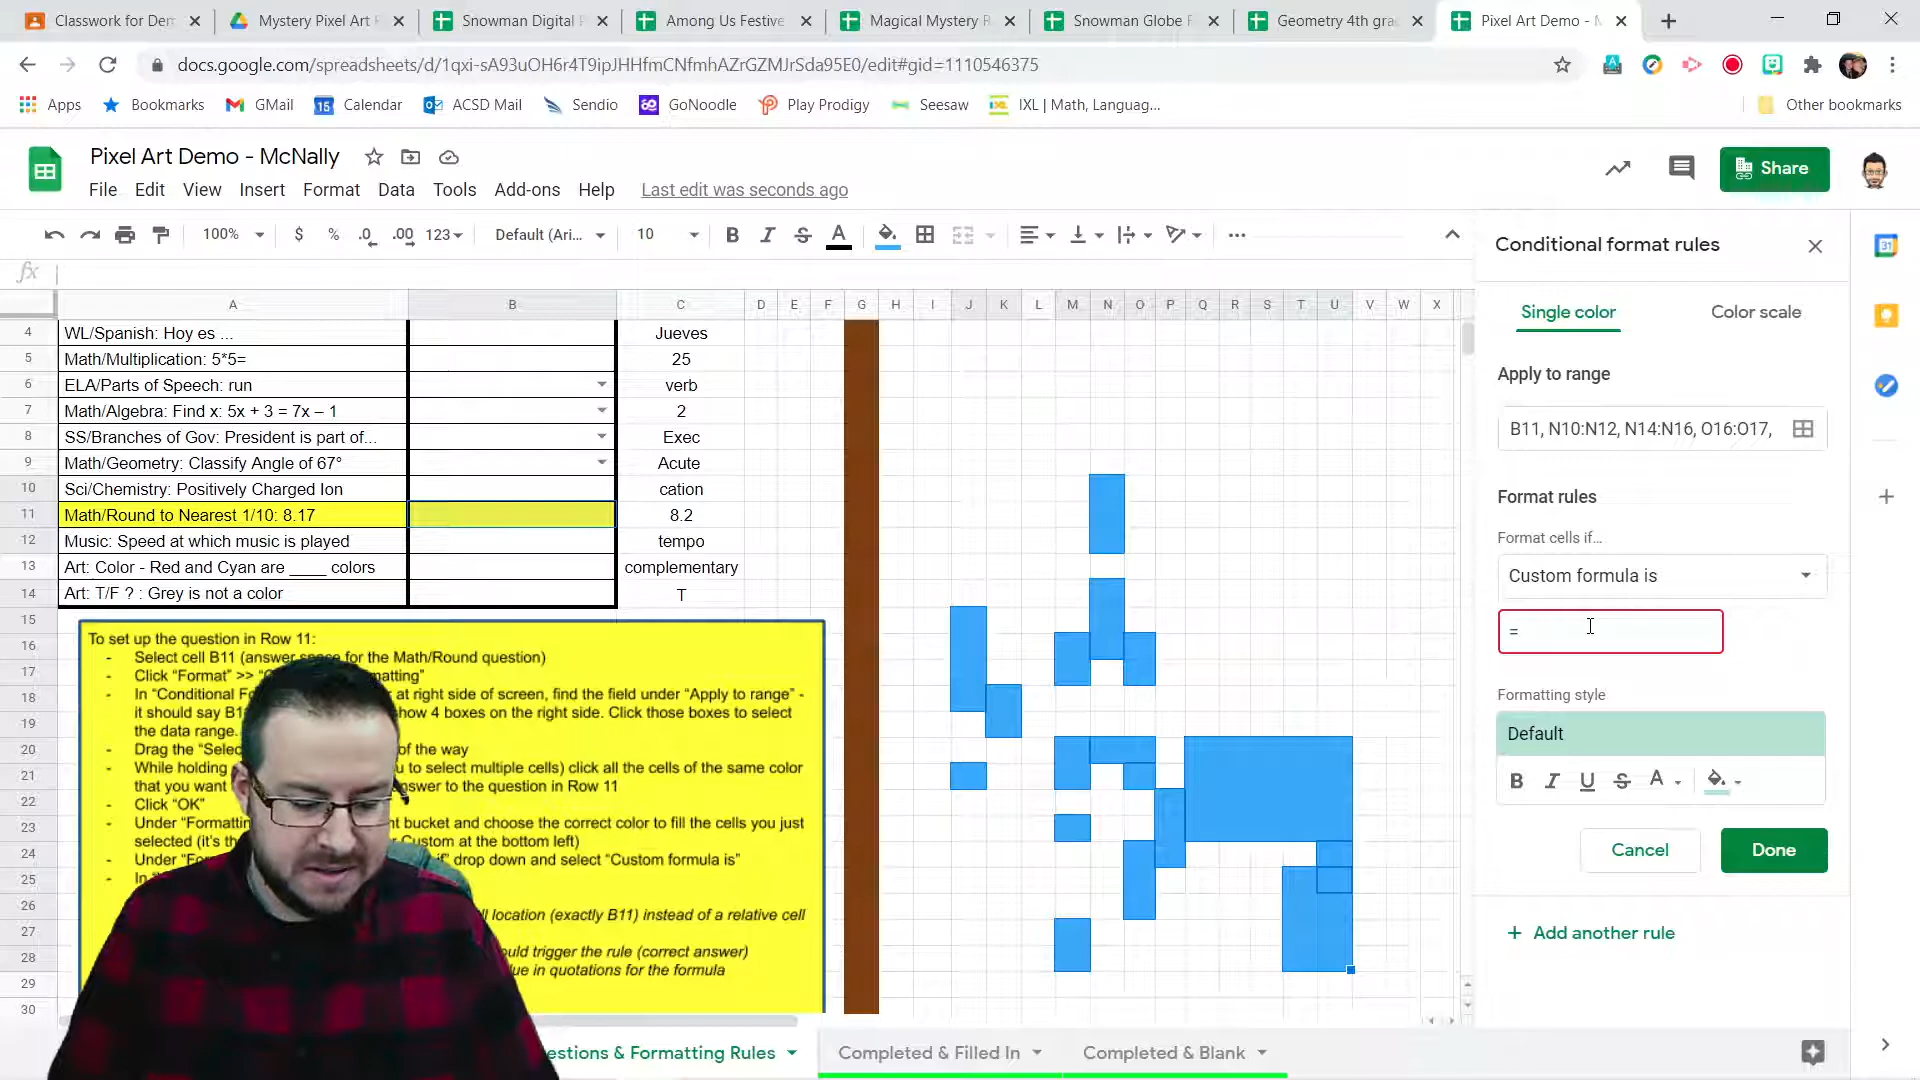 Classwork for Dem
Mystery Pixel Art
Snowman Digital
Among Us Festive
Magical Mystery
Snowman Globe
Geometry 4th gra
Pixel Art Demo - M
docs.google.com/spreadsheets/d/1qxi-sA93uOH6r4T9ipJHHfmCNfmhAZrGZMJrSda95E0/edit#gid=1110546375
Apps
Bookmarks
GMail
15
Calendar
ACSD Mail
Sendio
GoNoodle
Play Prodigy
Seesaw
IXL | Math, Languag...
Other bookmarks
Pixel Art Demo - McNally
File Edit View Insert Format Data Tools Add-ons Help Last edit was seconds ago
Share
100% $ % .0 .00 123 Default (Ari... 10 B I S A
fx
A B C D E F G H I J K L M N O P Q R S T U V W X
4 WL/Spanish: Hoy es ... Jueves
5 Math/Multiplication: 5*5= 25
6 ELA/Parts of Speech: run verb
7 Math/Algebra: Find x: 5x + 3 = 7x – 1 2
8 SS/Branches of Gov: President is part of... Exec
9 Math/Geometry: Classify Angle of 67° Acute
10 Sci/Chemistry: Positively Charged Ion cation
11 Math/Round to Nearest 1/10: 8.17 8.2
12 Music: Speed at which music is played tempo
13 Art: Color - Red and Cyan are ____ colors complementary
14 Art: T/F ? : Grey is not a color T
15
16
17
18
19
20
21
22
23
24
25
26
27
28
29
30
To set up the question in Row 11:
- Select cell B11 (answer space for the Math/Round question)
- Click "Format" >> matting"
- In "Conditional Fo at right side of screen, find the field under "Apply to range" -
it should say B1 how 4 boxes on the right side. Click those boxes to select
the data range.
- Drag the "Selec of the way
- While holding u to select multiple cells) click all the cells of the same color
that you want nswer to the question in Row 11
- Click "OK"
- Under "Formattin nt bucket and choose the correct color to fill the cells you just
selected (it's th r Custom at the bottom left)
- Under "For if" drop down and select "Custom formula is"
- In
ll location (exactly B11) instead of a relative cell
ould trigger the rule (correct answer)
lue in quotations for the formula
Conditional format rules
Single color
Color scale
Apply to range
B11, N10:N12, N14:N16, O16:O17,
Format rules
Format cells if...
Custom formula is
=
Formatting style
Default
B I U S A
Cancel
Done
+ Add another rule
31
estions & Formatting Rules
Completed & Filled In
Completed & Blank